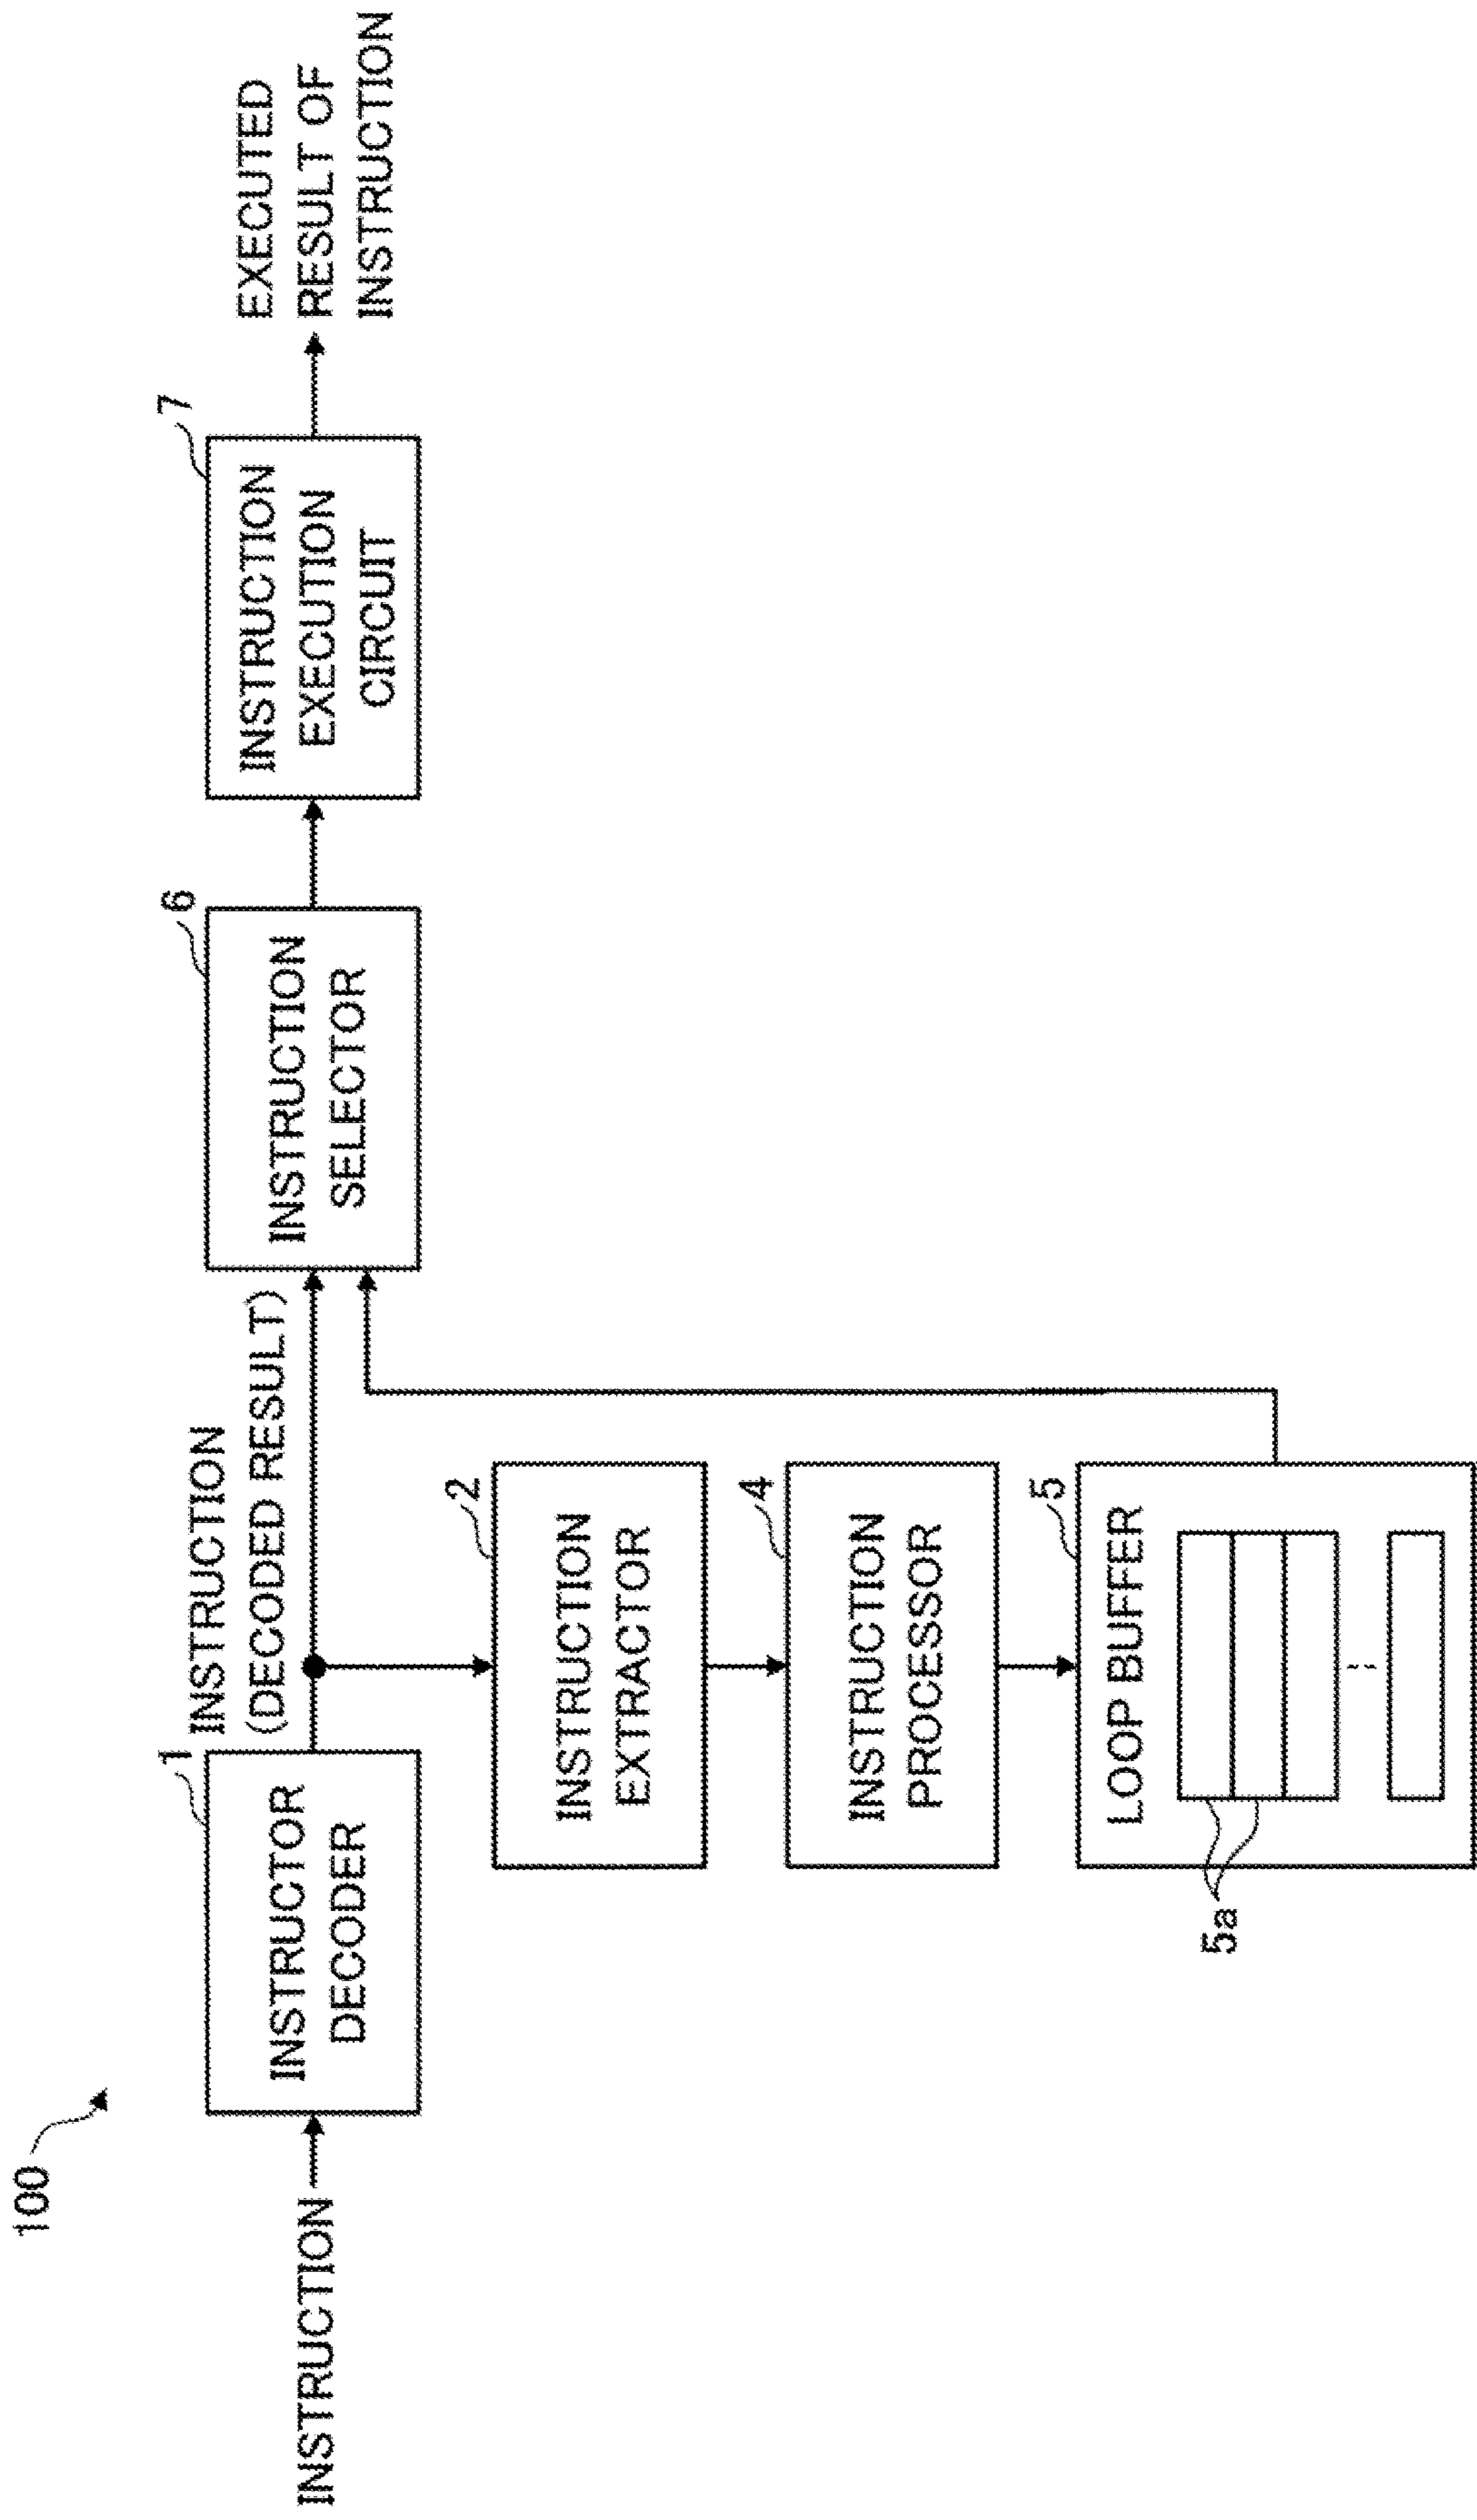 100
INSTRUCTION
1
INSTRUCTOR
DECODER
INSTRUCTION
(DECODED RESULT)
6
INSTRUCTION
SELECTOR
7
INSTRUCTION
EXECUTION
CIRCUIT
EXECUTED
RESULT OF
INSTRUCTION
2
INSTRUCTION
EXTRACTOR
4
INSTRUCTION
PROCESSOR
5
LOOP BUFFER
5a